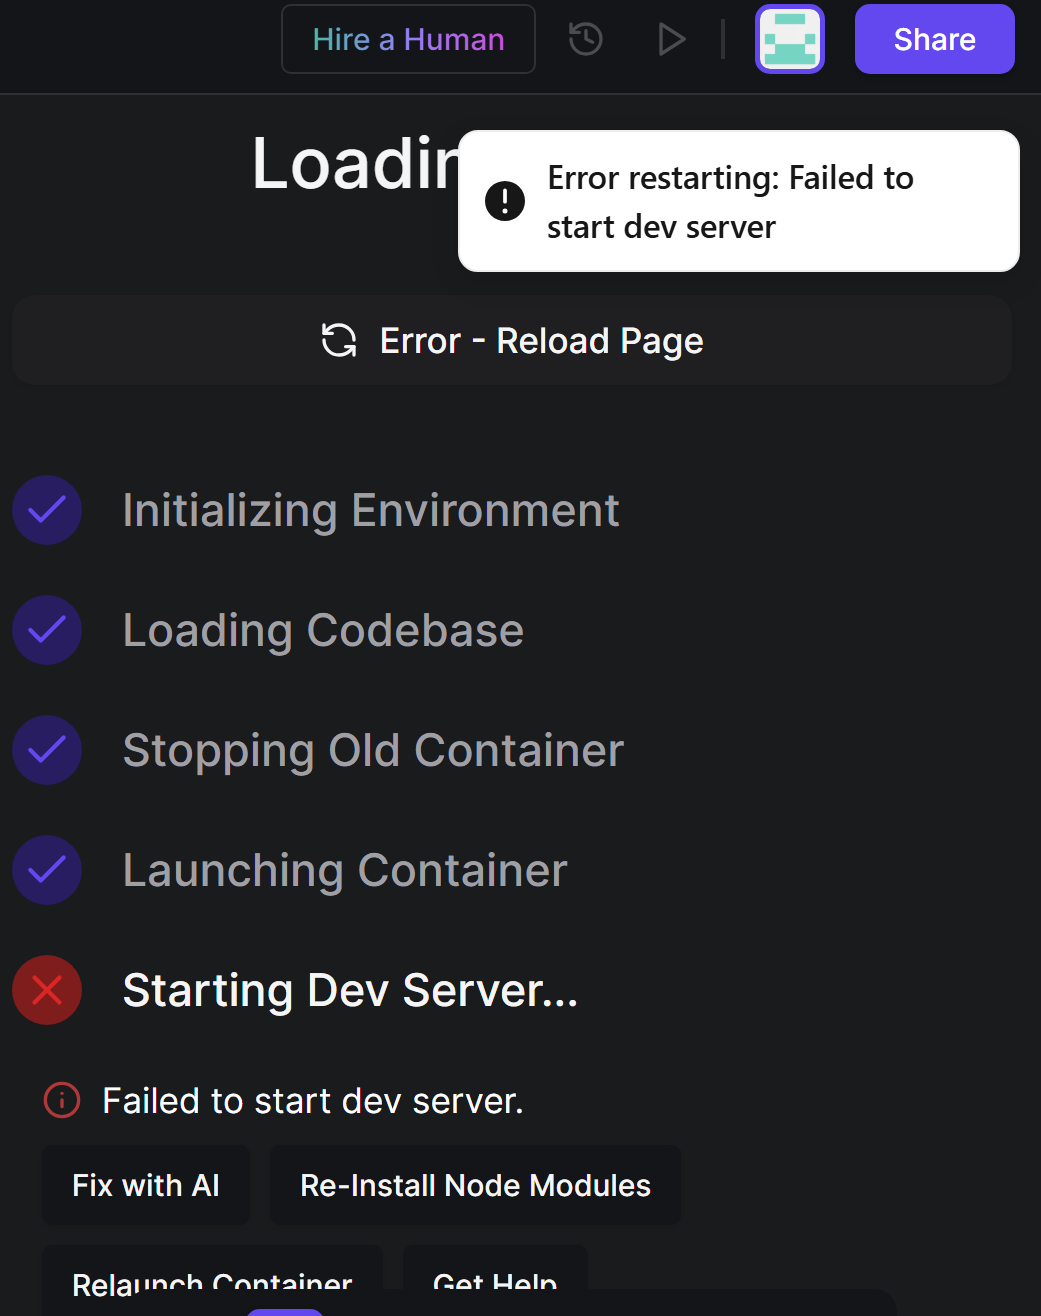 Hire a Human
Share
Error restarting: Failed to
start dev server
Error - Reload Page
Initializing Environment
Loading Codebase
Stopping Old Container
Launching Container
Starting Dev Server...
Failed to start dev server.
Fix with AI
Re-Install Node Modules
Relaunch Container
Get Help